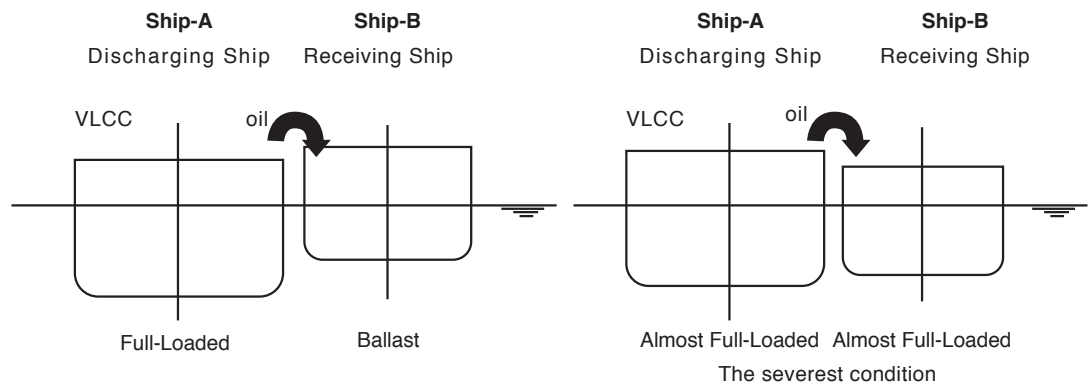 Ship-A
Discharging Ship
Ship-B
Receiving Ship
VLCC
oil
Full-Loaded
Ballast
Ship-A
Discharging Ship
Ship-B
Receiving Ship
VLCC
oil
Almost Full-Loaded
Almost Full-Loaded
The severest condition